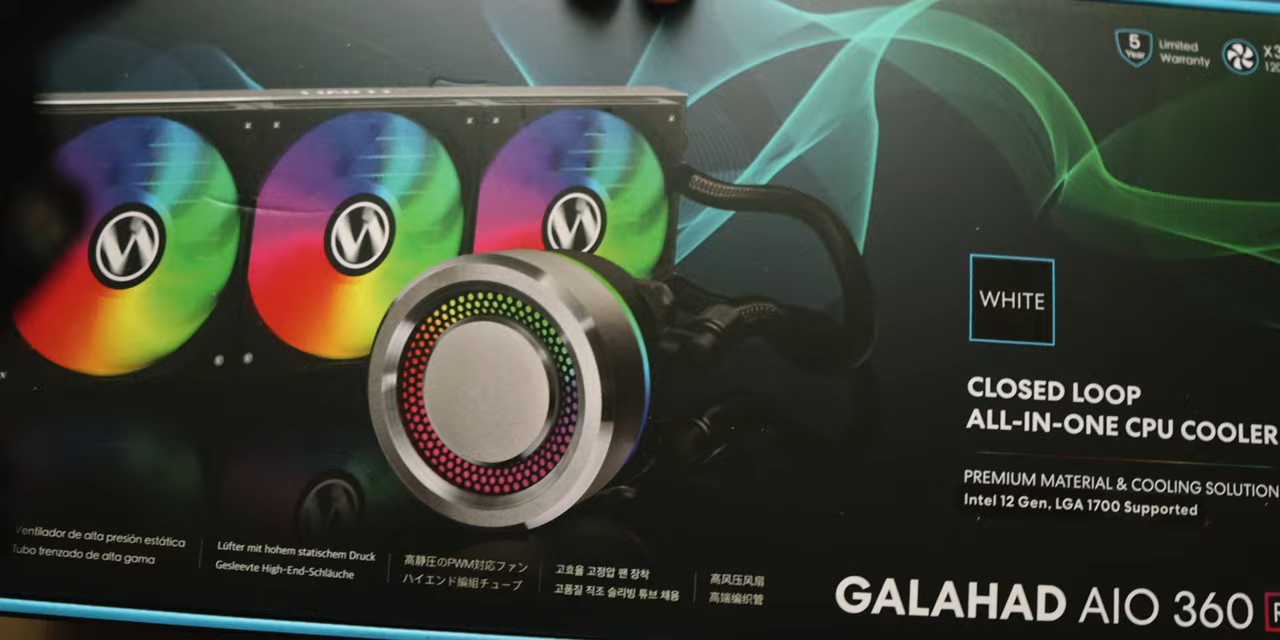 5
Year
Limited
Warranty
X3
120
WHITE
CLOSED LOOP
ALL-IN-ONE CPU COOLER
PREMIUM MATERIAL & COOLING SOLUTION
Intel 12 Gen, LGA 1700 Supported
Ventilador de alta presión estática
Tubo trenzado de alta gama
Lüfter mit hohem statischem Druck
Gesleevte High-End-Schläuche
高静圧のPWM対応ファン
ハイエンド編組チューブ
고효율 고정압 팬 장착
고품질 직조 슬리빙 튜브 채용
高风压风扇
高端编织管
GALAHAD AIO 360